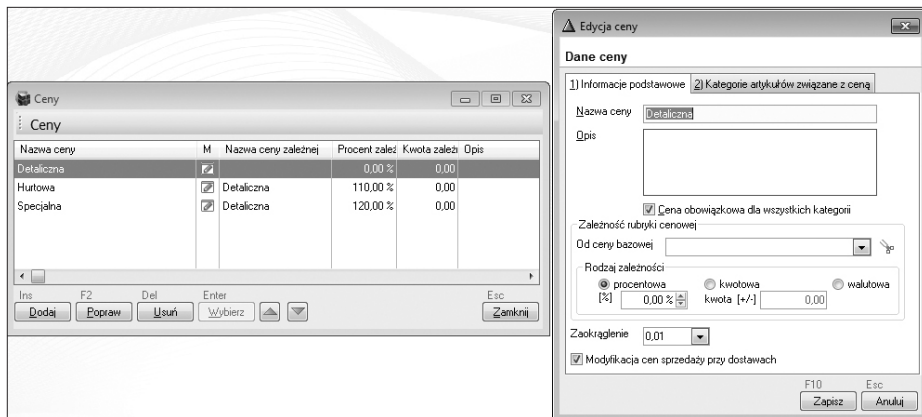 Ceny
Ceny
Nazwa ceny M Nazwa ceny zależnej Procent zależ Kwota zależn Opis
Detaliczna 0,00 % 0,00
Hurtowa Detaliczna 110,00 % 0,00
Specjalna Detaliczna 120,00 % 0,00
Ins F2 Del Enter Esc
Dodaj Popraw Usuń Wybierz Zamknij
Edycja ceny
Dane ceny
1) Informacje podstawowe 2) Kategorie artykułów związane z ceną
Nazwa ceny Detaliczna
Opis
Cena obowiązkowa dla wszystkich kategorii
Zależność rubryki cenowej
Od ceny bazowej
Rodzaj zależności
procentowa kwotowa walutowa
[%] 0,00 % kwota [+/-] 0,00
Zaokrąglenie 0,01
Modyfikacja cen sprzedaży przy dostawach
F10 Esc
Zapisz Anuluj